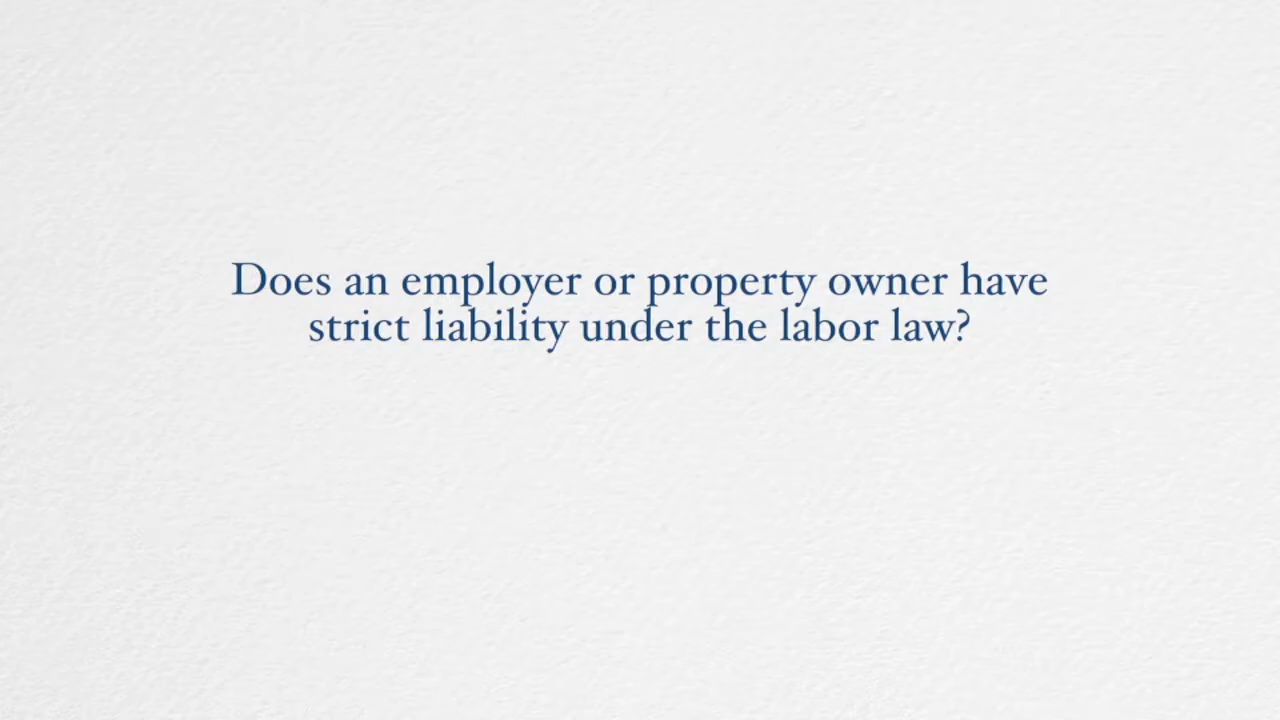 Does an employer or property owner have
strict liability under the labor law?